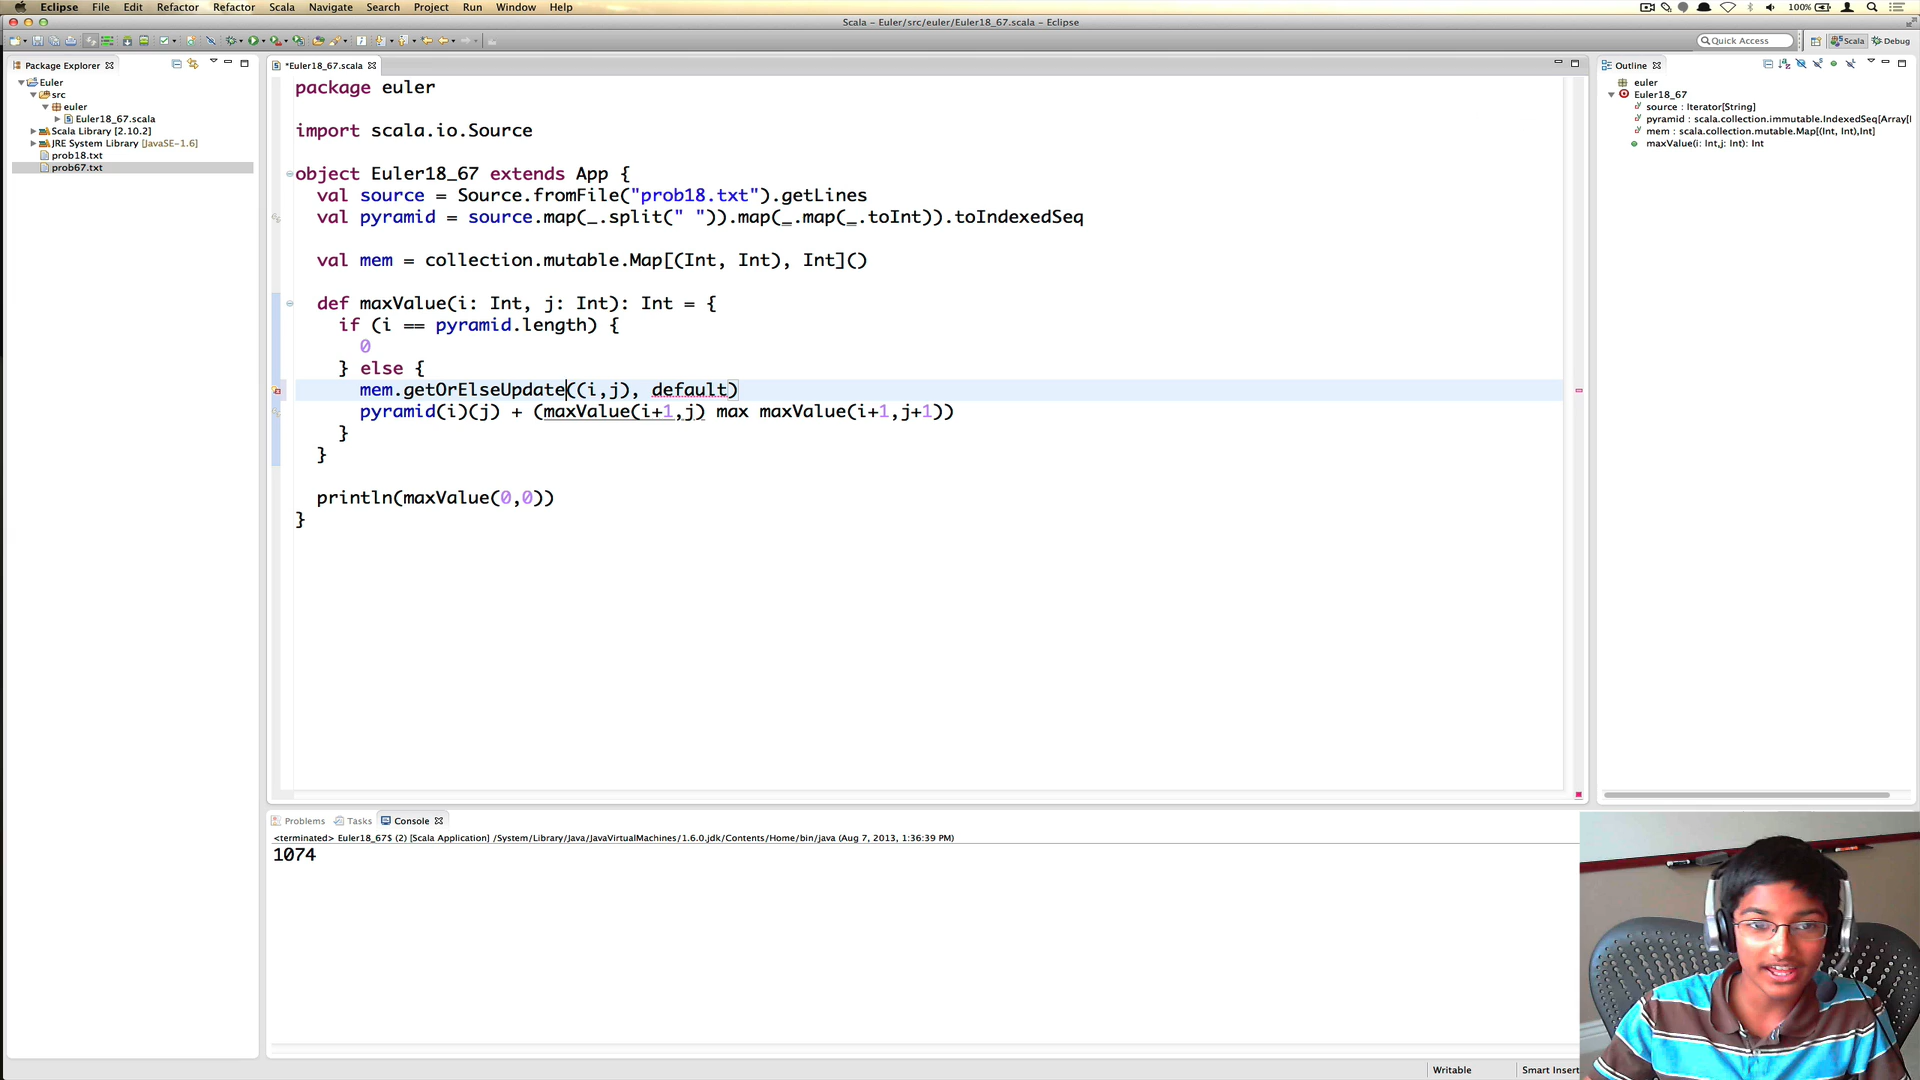 Eclipse File Edit Refactor Refactor Scala Navigate Search Project Run Window Help 100%
Scala - Euler/src/euler/Euler18_67.scala - Eclipse
Quick Access Scala Debug
Package Explorer
Euler
src
euler
Euler18_67.scala
Scala Library [2.10.2]
JRE System Library [JavaSE-1.6]
prob18.txt
prob67.txt
*Euler18_67.scala
package euler
import scala.io.Source
object Euler18_67 extends App {
val source = Source.fromFile("prob18.txt").getLines
val pyramid = source.map(_.split(" ")).map(_.map(_.toInt)).toIndexedSeq
val mem = collection.mutable.Map[(Int, Int), Int]()
def maxValue(i: Int, j: Int): Int = {
if (i == pyramid.length) {
0
} else {
mem.getOrElseUpdate((i,j), default)
pyramid(i)(j) + (maxValue(i+1,j) max maxValue(i+1,j+1))
}
}
println(maxValue(0,0))
}
Outline
euler
Euler18_67
source : Iterator[String]
pyramid : scala.collection.immutable.IndexedSeq[Array[I
mem : scala.collection.mutable.Map[(Int, Int),Int]
maxValue(i: Int,j: Int): Int
Problems Tasks Console
<terminated> Euler18_67$ (2) [Scala Application] /System/Library/Java/JavaVirtualMachines/1.6.0.jdk/Contents/Home/bin/java (Aug 7, 2013, 1:36:39 PM)
1074
Writable Smart Insert